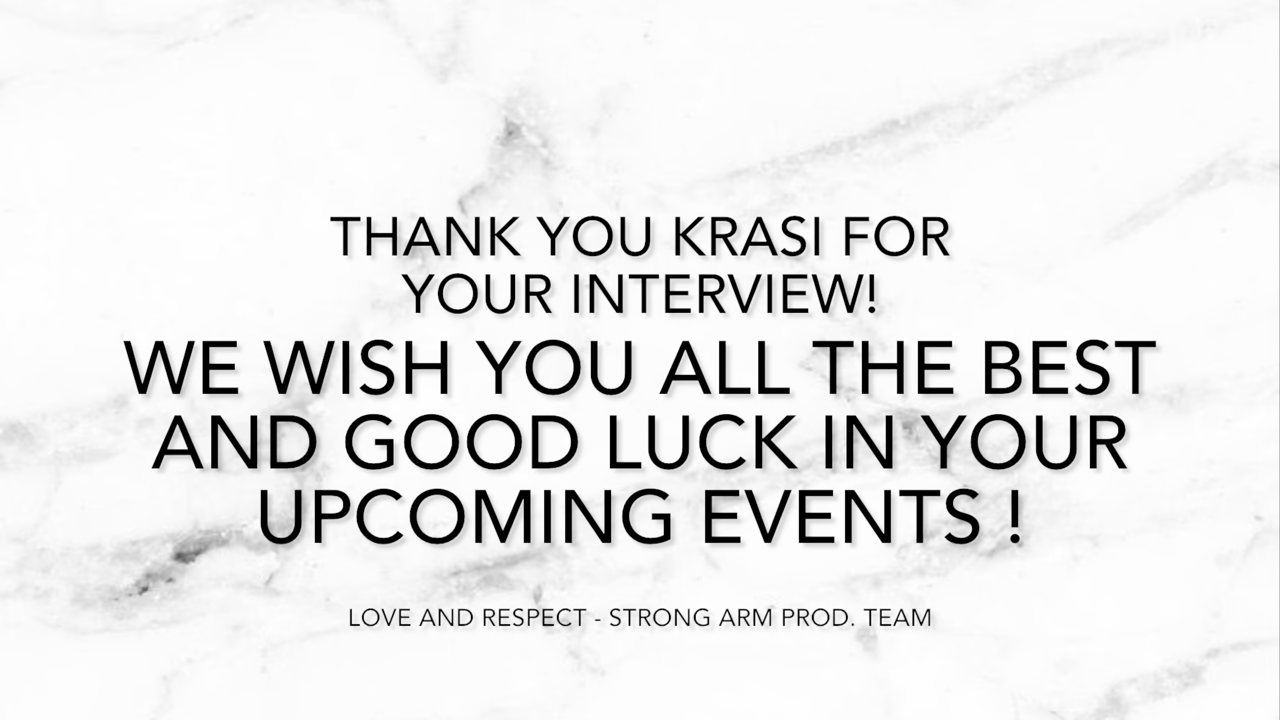 THANK YOU KRASI FOR
YOUR INTERVIEW!
WE WISH YOU ALL THE BEST
AND GOOD LUCK IN YOUR
UPCOMING EVENTS !
LOVE AND RESPECT - STRONG ARM PROD. TEAM